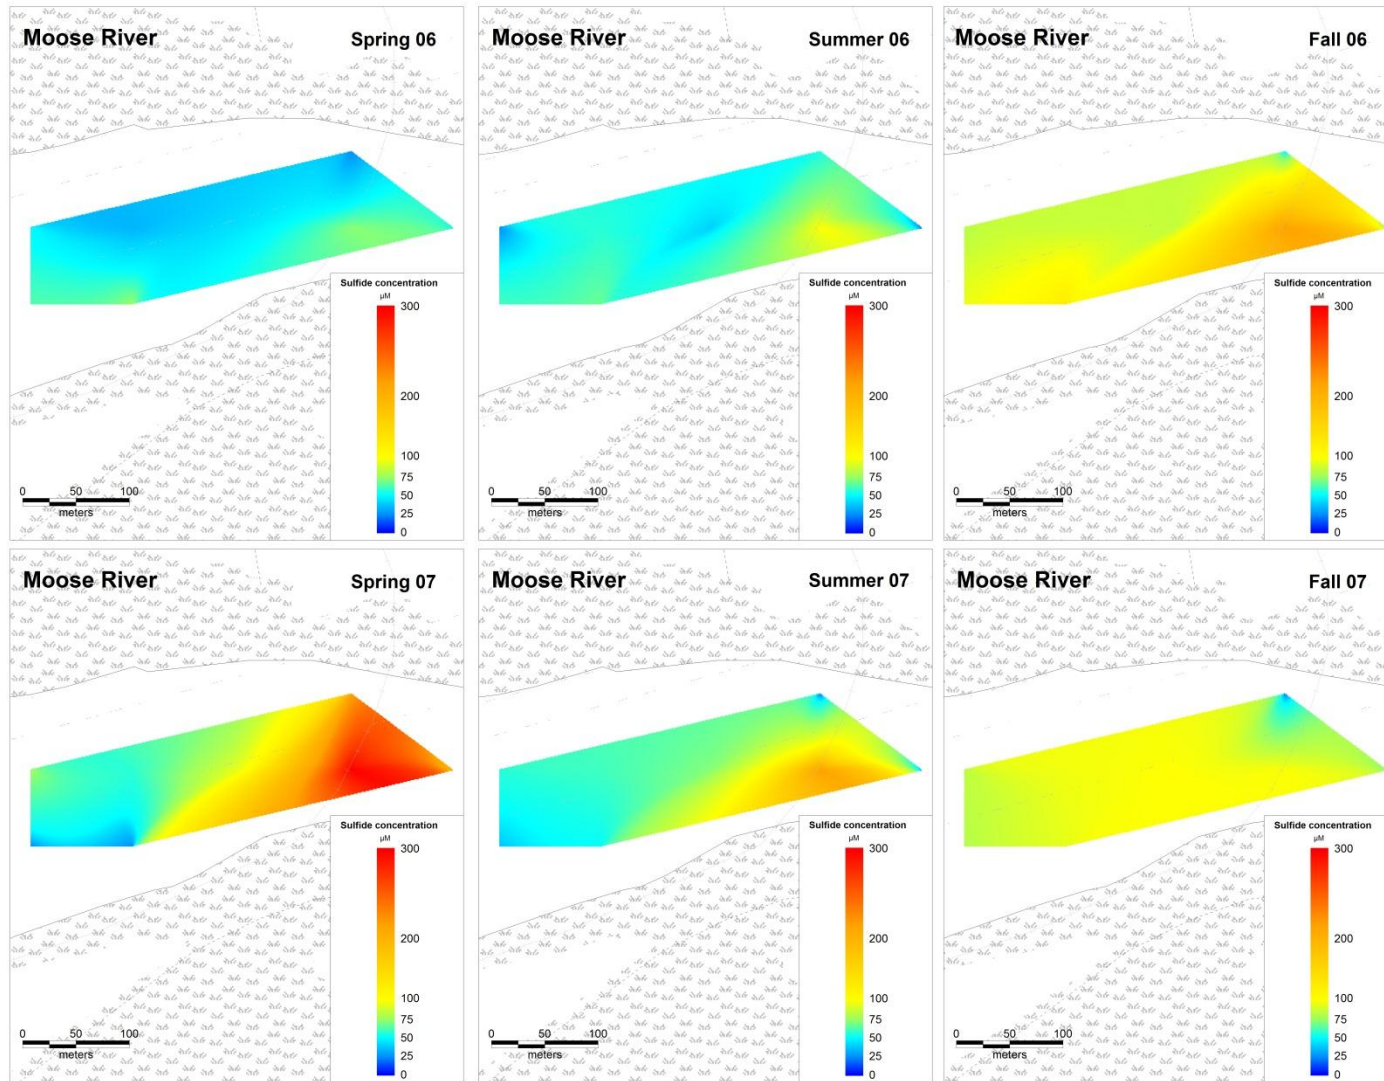 Moose River Spring 06
Sulfide concentration
µM
300
200
100
75
50
25
0
0 50 100
meters
Moose River Summer 06
Sulfide concentration
µM
300
200
100
75
50
25
0
0 50 100
meters
Moose River Fall 06
Sulfide concentration
µM
300
200
100
75
50
25
0
0 50 100
meters
Moose River Spring 07
Sulfide concentration
µM
300
200
100
75
50
25
0
0 50 100
meters
Moose River Summer 07
Sulfide concentration
µM
300
200
100
75
50
25
0
0 50 100
meters
Moose River Fall 07
Sulfide concentration
µM
300
200
100
75
50
25
0
0 50 100
meters